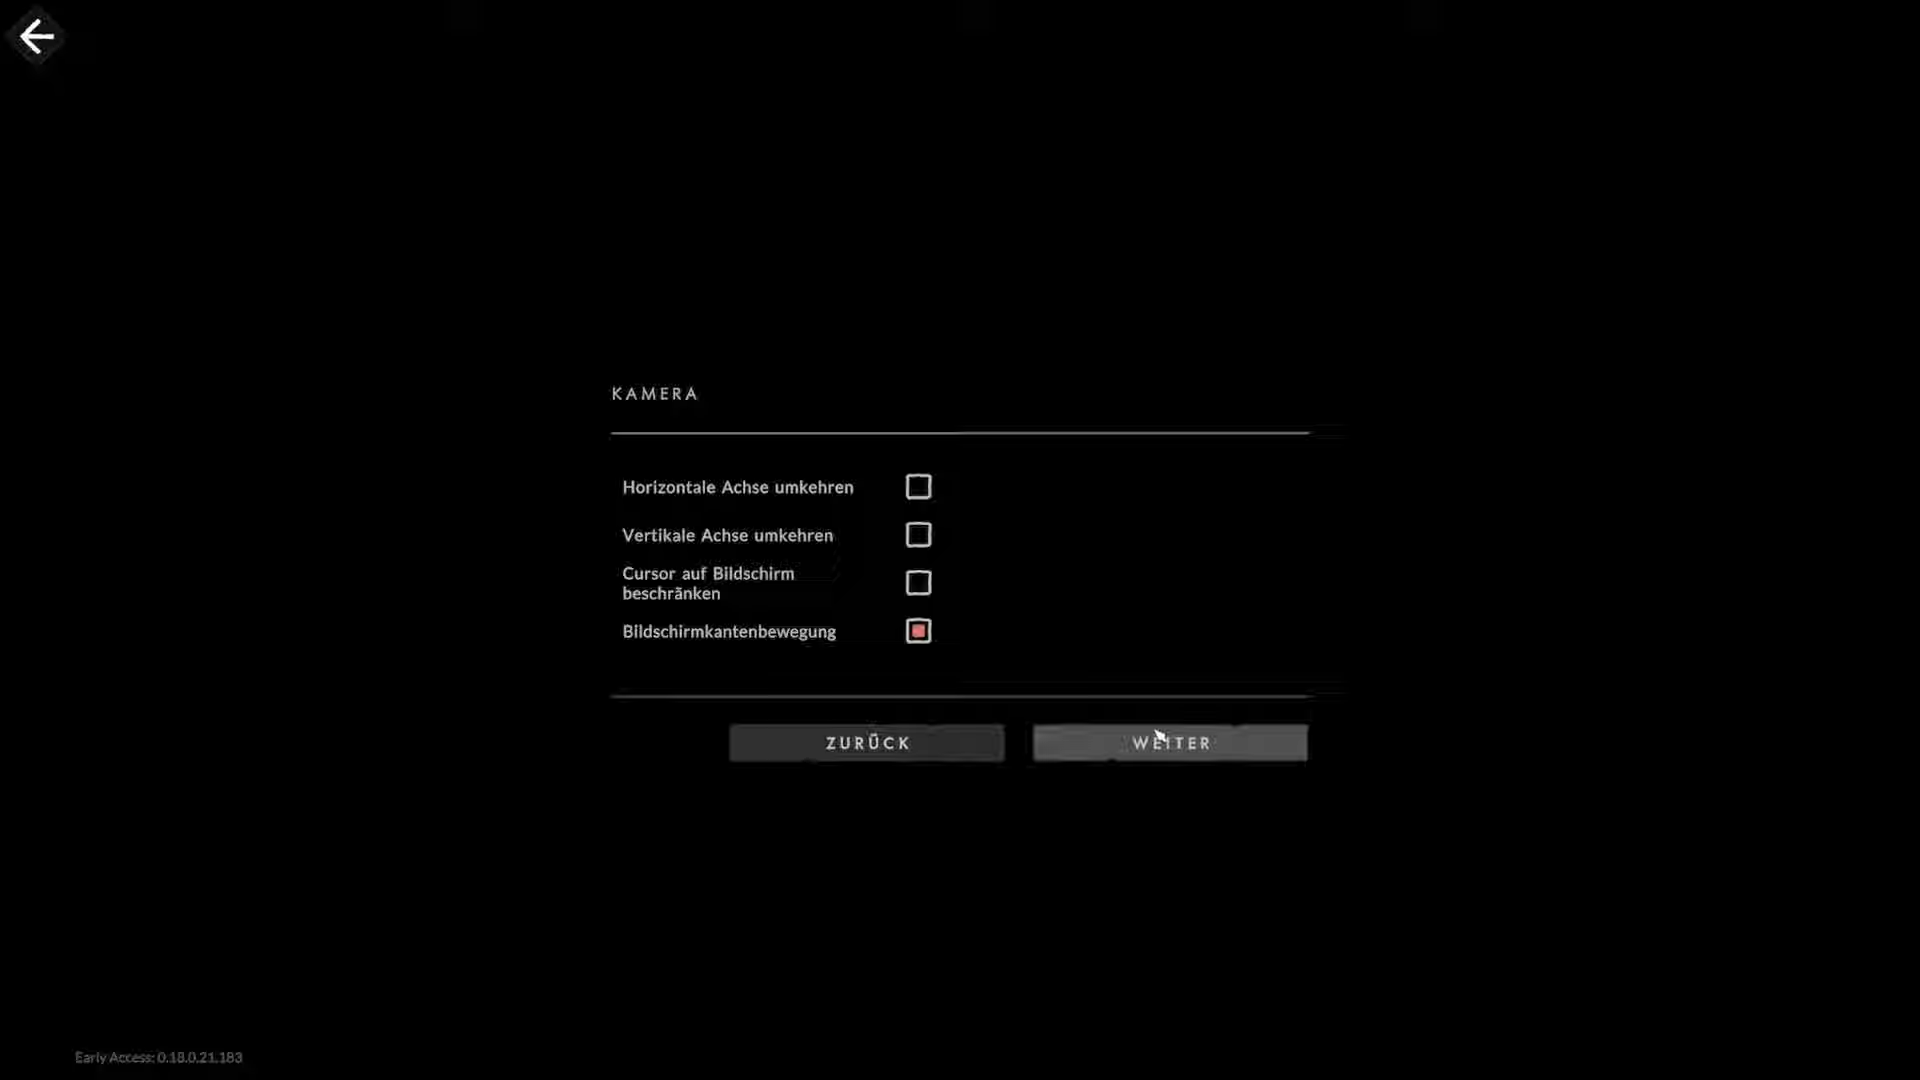 KAMERA
Horizontale Achse umkehren
Vertikale Achse umkehren
Cursor auf Bildschirm
beschränken
Bildschirmkantenbewegung
ZURÜCK
WEITER
Early Access: 0.18.0.21.183